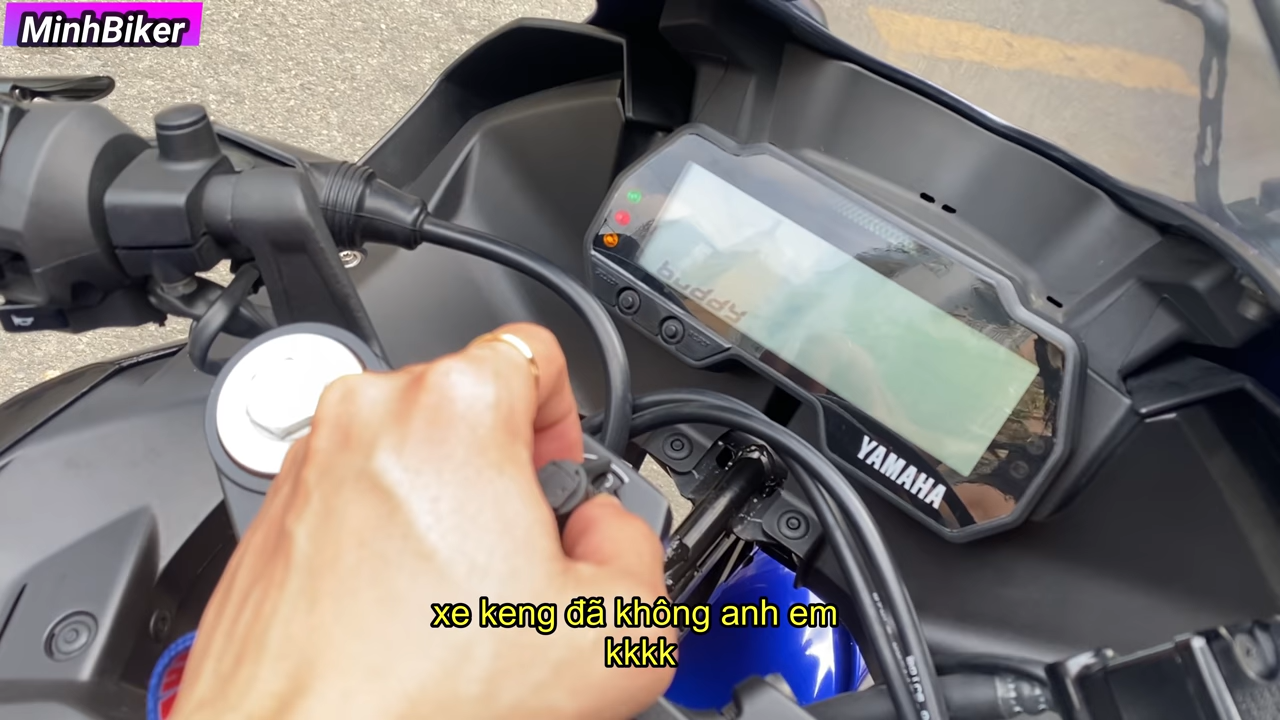 MinhBiker
YAMAHA
xe keng đã không anh em
kkkk